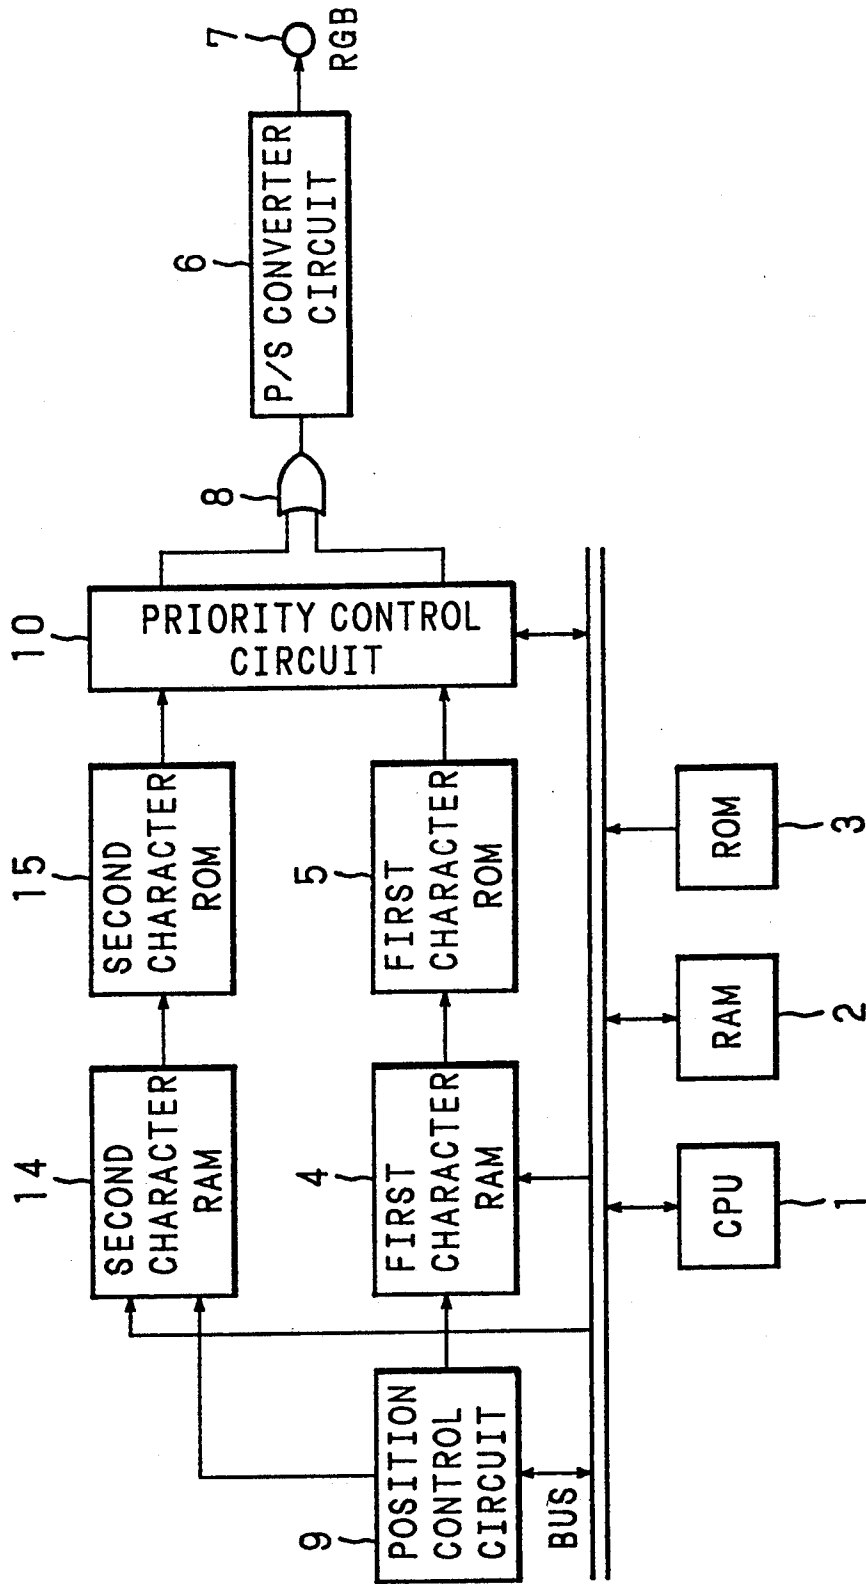 14
SECOND
CHARACTER
RAM
15
SECOND
CHARACTER
ROM
10
PRIORITY CONTROL
CIRCUIT
8
6
P/S CONVERTER
CIRCUIT
7
RGB
4
FIRST
CHARACTER
RAM
5
FIRST
CHARACTER
ROM
9
POSITION
CONTROL
CIRCUIT
BUS
CPU
1
RAM
2
ROM
3